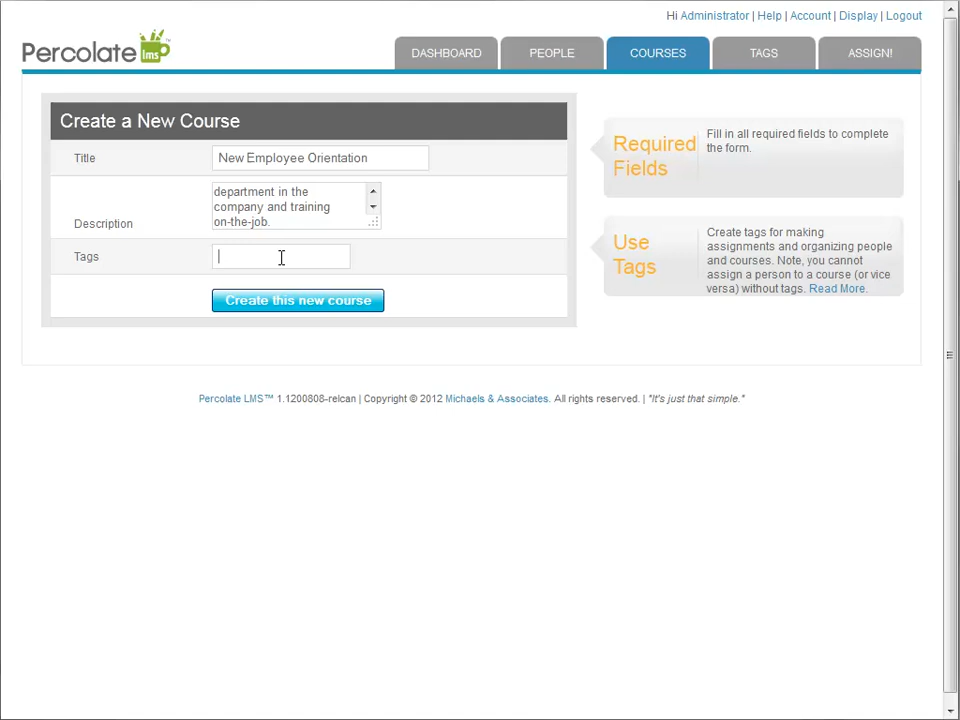 Hi Administrator | Help | Account | Display | Logout
Percolate lms ™
DASHBOARD
PEOPLE
COURSES
TAGS
ASSIGN!
Create a New Course
Title
New Employee Orientation
Description
department in the
company and training
on-the-job.
Tags
Create this new course
Required
Fields
Fill in all required fields to complete
the form.
Use
Tags
Create tags for making
assignments and organizing people
and courses. Note, you cannot
assign a person to a course (or vice
versa) without tags. Read More.
Percolate LMS™ 1.1200808-relcan | Copyright © 2012 Michaels & Associates. All rights reserved. | "It's just that simple."